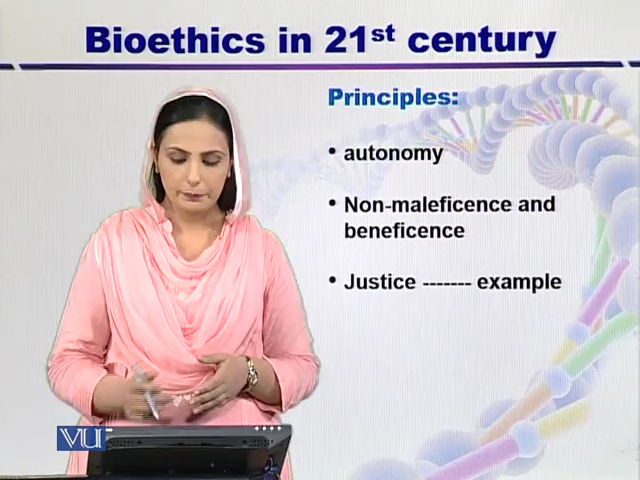 Bioethics in 21st century
Principles:
• autonomy
• Non-maleficence and
beneficence
• Justice ------- example
VU